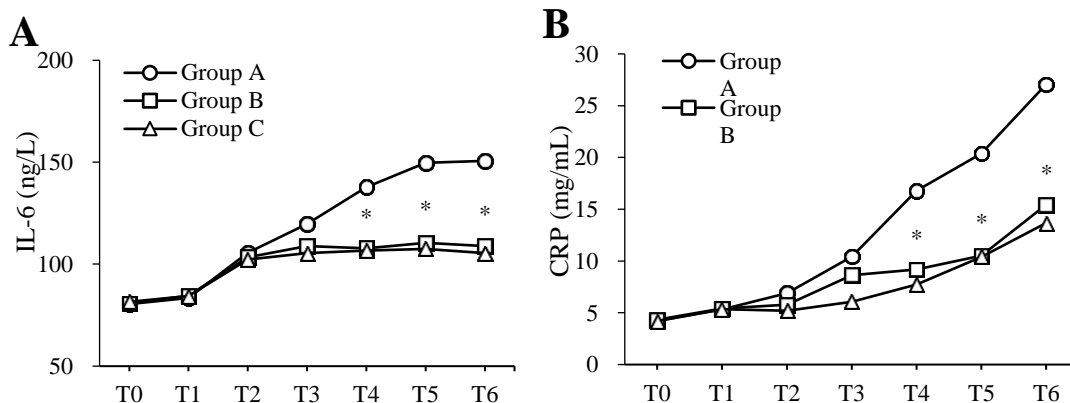 A
IL-6 (ng/L)
200
150
100
50
Group A
Group B
Group C
*
*
*
T0 T1 T2 T3 T4 T5 T6
B
CRP (mg/mL)
30
25
20
15
10
5
0
Group
A
Group
B
*
*
*
T0 T1 T2 T3 T4 T5 T6